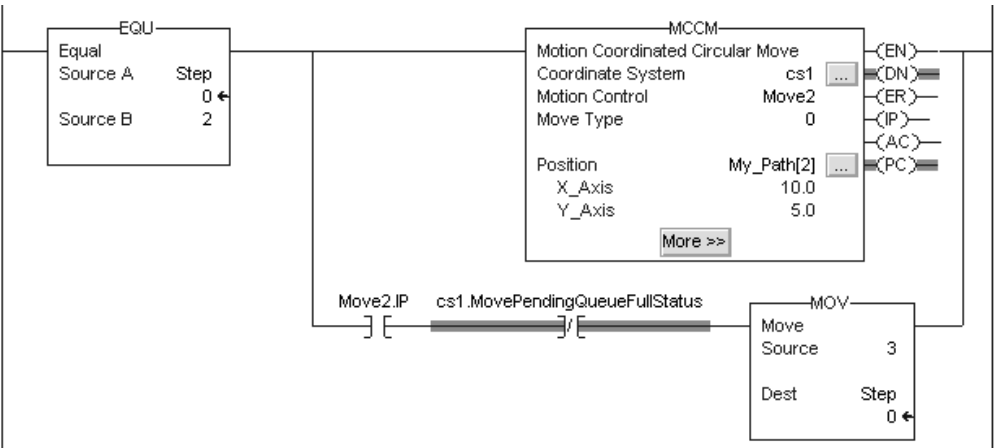 EQU
Equal
Source A Step
0
Source B 2
MCCM
Motion Coordinated Circular Move
Coordinate System cs1 ...
Motion Control Move2
Move Type 0
Position My_Path[2] ...
X_Axis 10.0
Y_Axis 5.0
More >>
(EN)
(DN)
(ER)
(IP)
(AC)
(PC)
Move2.IP cs1.MovePendingQueueFullStatus
MOV
Move
Source 3
Dest Step
0